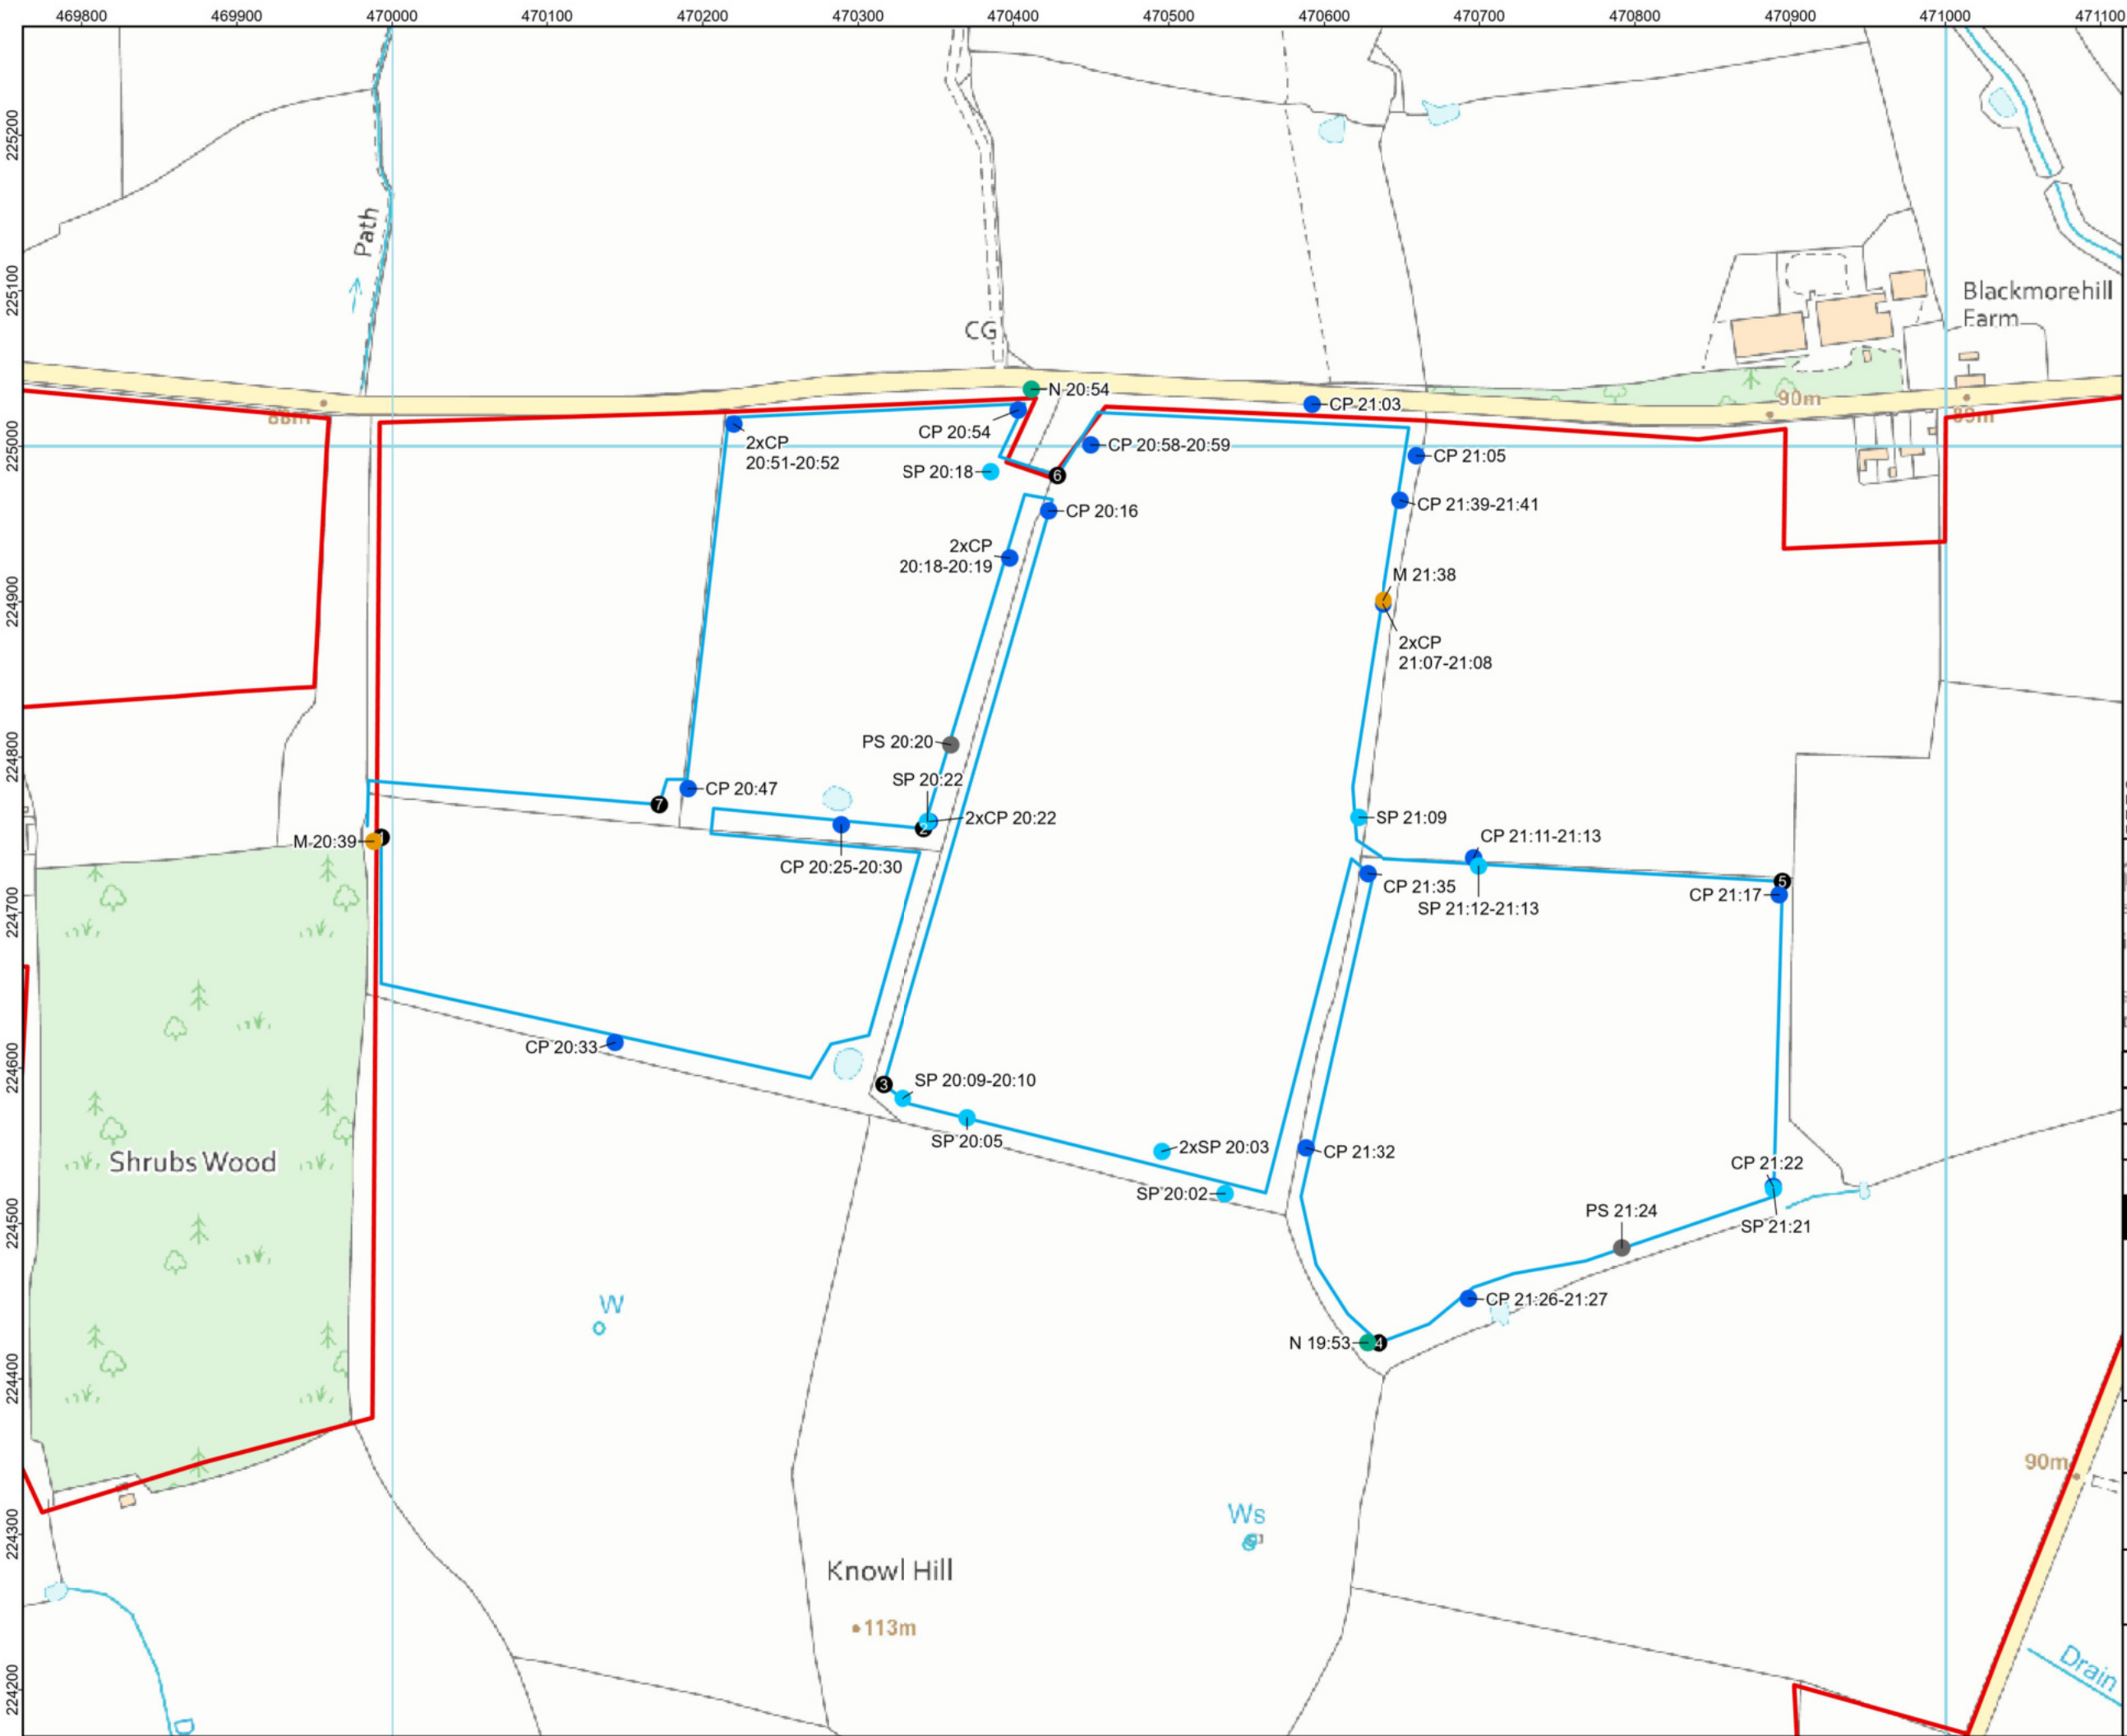 469800 469900 470000 470100 470200 470300 470400 470500 470600 470700 470800 470900 471000 471100
225200
225100
225000
224900
224800
224700
224600
224500
224400
224300
224200
Path
CG
Blackmorehill
Farm
N 20:54
CP 21:03
90m
88m
89m
CP 20:54
2xCP
20:51-20:52
CP 20:58-20:59
CP 21:05
SP 20:18
6
CP 21:39-21:41
CP 20:16
2xCP
20:18-20:19
M 21:38
2xCP
21:07-21:08
PS 20:20
SP 20:22
CP 20:47
7
2xCP 20:22
2
SP 21:09
M 20:39
1
CP 21:11-21:13
CP 20:25-20:30
CP 21:35
5
CP 21:17
SP 21:12-21:13
CP 20:33
3
SP 20:09-20:10
SP 20:05
2xSP 20:03
CP 21:32
Shrubs Wood
CP 21:22
SP 20:02
PS 21:24
SP 21:21
W
CP 21:26-21:27
N 19:53
4
90m
Ws
Knowl Hill
113m
Drain
D